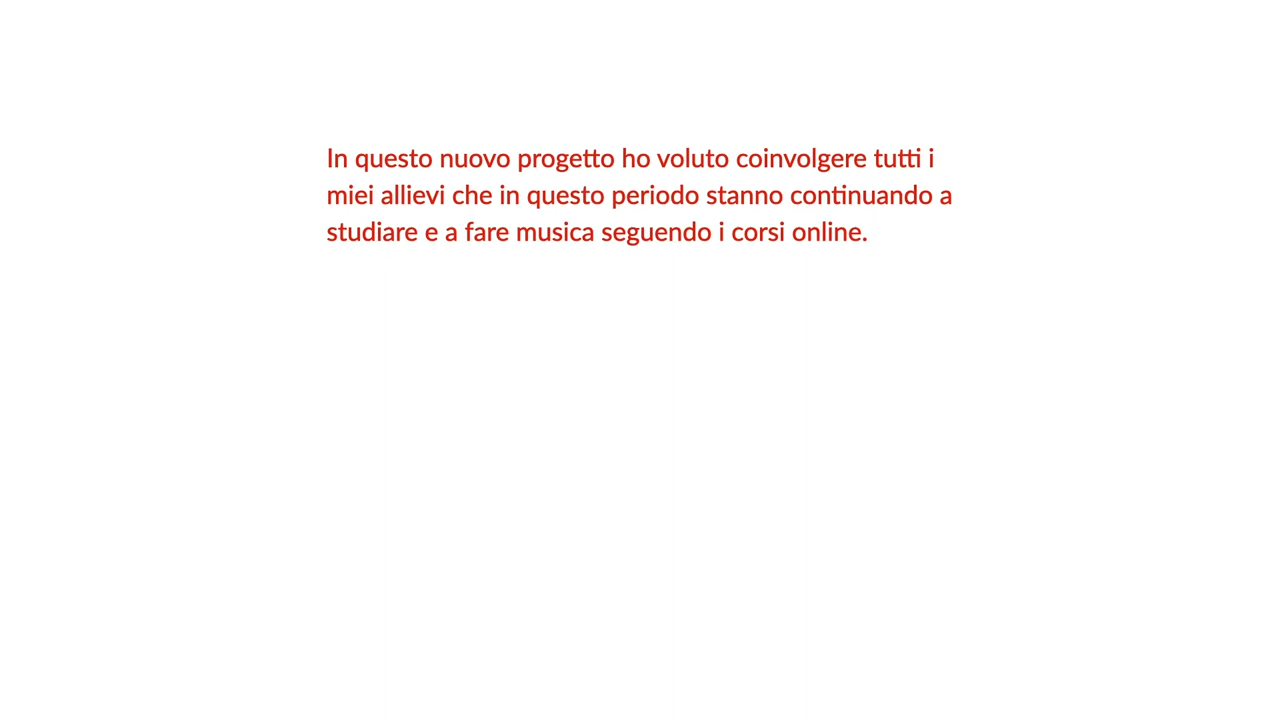 In questo nuovo progetto ho voluto coinvolgere tutti i
miei allievi che in questo periodo stanno continuando a
studiare e a fare musica seguendo i corsi online.